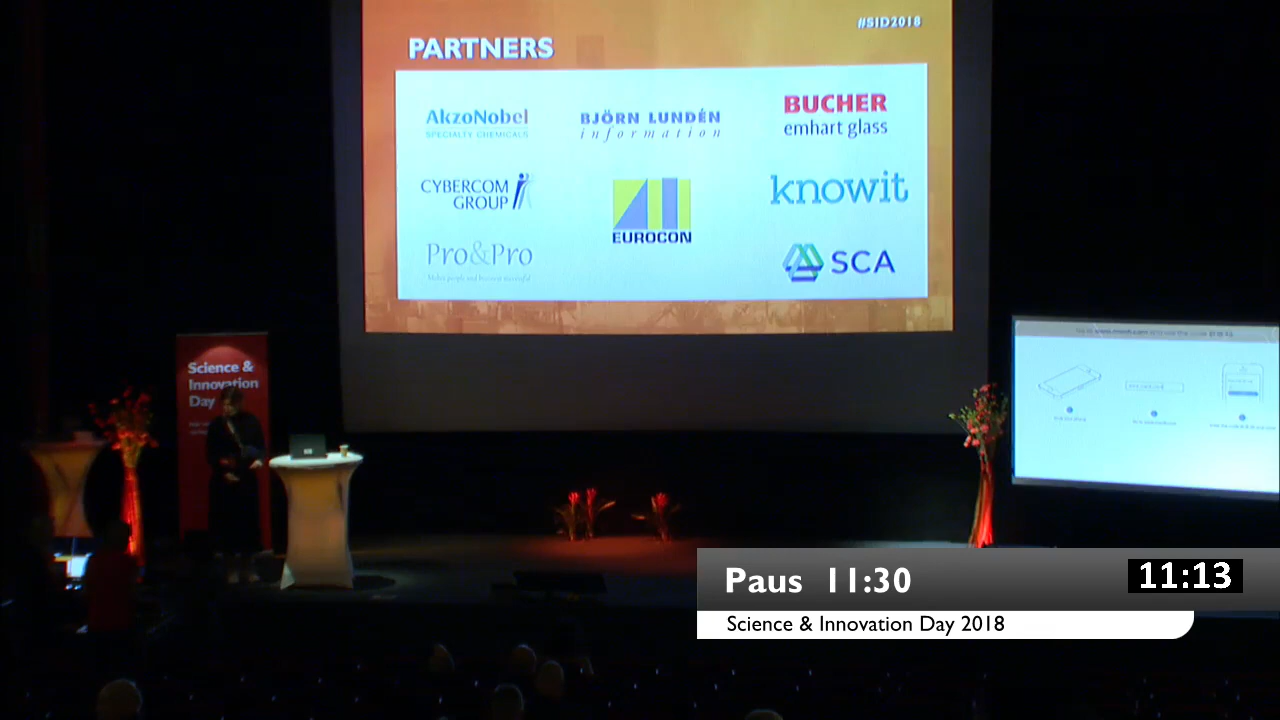 #SID2018
PARTNERS
AkzoNobel
SPECIALTY CHEMICALS
BJÖRN LUNDÉN
information
BUCHER
emhart glass
CYBERCOM
GROUP
EUROCON
knowit
Pro&Pro
SCA
Science &
Innovation
Day
Paus 11:30
11:13
Science & Innovation Day 2018